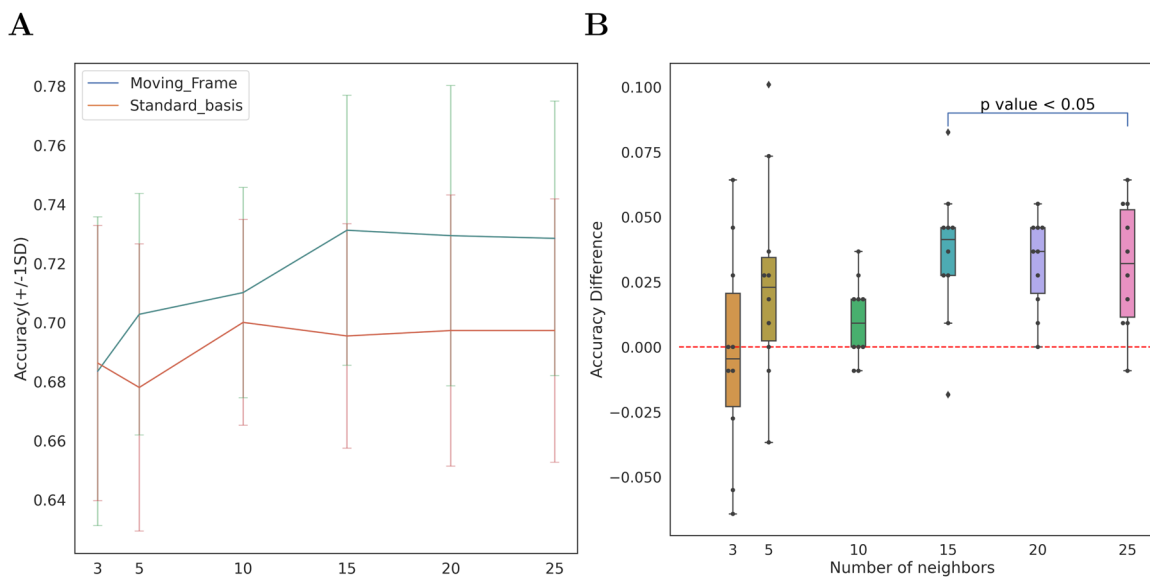 A
B
Accuracy(+/-1SD)
0.78
0.76
0.74
0.72
0.70
0.68
0.66
0.64
Moving_Frame
Standard_basis
3 5 10 15 20 25
Accuracy Difference
0.100
0.075
0.050
0.025
0.000
−0.025
−0.050
p value < 0.05
3 5 10 15 20 25
Number of neighbors